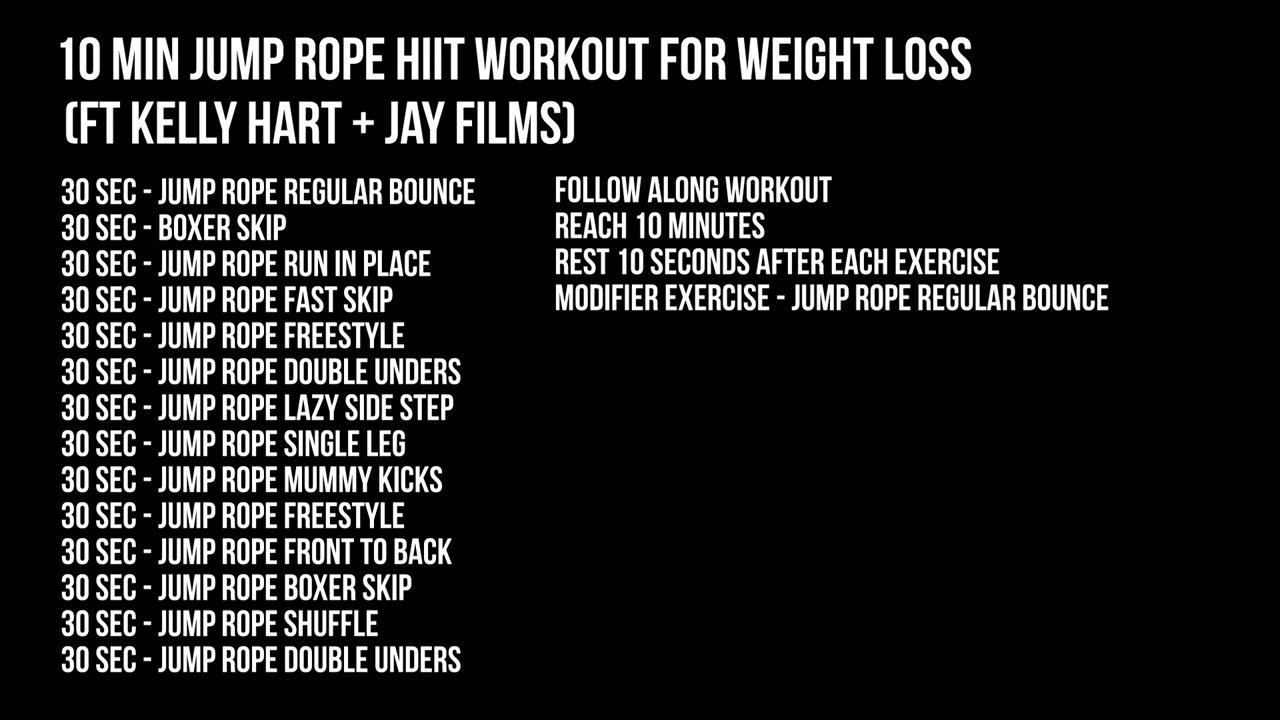 10 MIN JUMP ROPE HIIT WORKOUT FOR WEIGHT LOSS
(FT KELLY HART + JAY FILMS)
30 SEC - JUMP ROPE REGULAR BOUNCE
30 SEC - BOXER SKIP
30 SEC - JUMP ROPE RUN IN PLACE
30 SEC - JUMP ROPE FAST SKIP
30 SEC - JUMP ROPE FREESTYLE
30 SEC - JUMP ROPE DOUBLE UNDERS
30 SEC - JUMP ROPE LAZY SIDE STEP
30 SEC - JUMP ROPE SINGLE LEG
30 SEC - JUMP ROPE MUMMY KICKS
30 SEC - JUMP ROPE FREESTYLE
30 SEC - JUMP ROPE FRONT TO BACK
30 SEC - JUMP ROPE BOXER SKIP
30 SEC - JUMP ROPE SHUFFLE
30 SEC - JUMP ROPE DOUBLE UNDERS
FOLLOW ALONG WORKOUT
REACH 10 MINUTES
REST 10 SECONDS AFTER EACH EXERCISE
MODIFIER EXERCISE - JUMP ROPE REGULAR BOUNCE